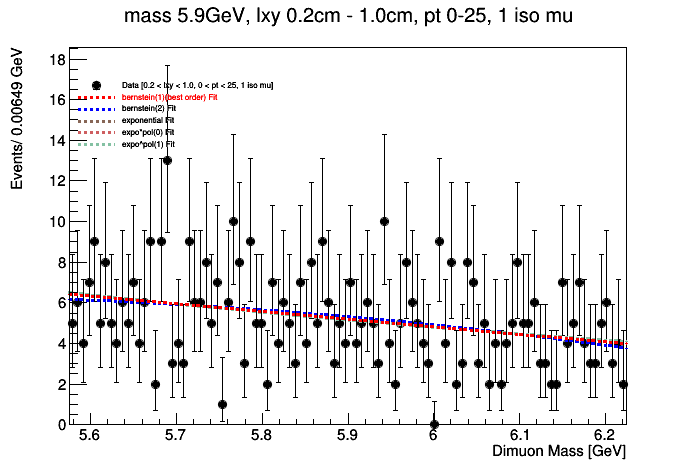 mass 5.9GeV, lxy 0.2cm - 1.0cm, pt 0-25, 1 iso mu
Events/ 0.00649 GeV
18
16
14
12
10
8
6
4
2
0
Data [0.2 < lxy < 1.0, 0 < pt < 25, 1 iso mu]
bernstein(1)(best order) Fit
bernstein(2) Fit
exponential Fit
expo*pol(0) Fit
expo*pol(1) Fit
5.6 5.7 5.8 5.9 6 6.1 6.2
Dimuon Mass [GeV]